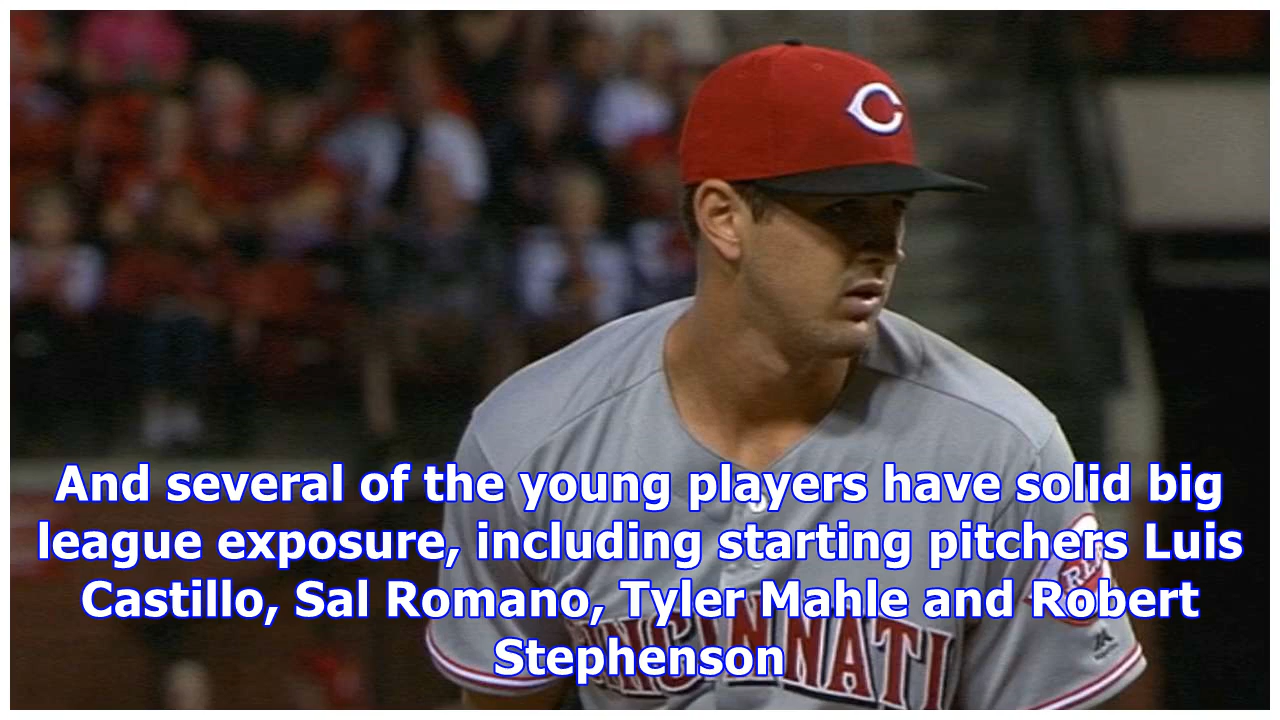 And several of the young players have solid big
league exposure, including starting pitchers Luis
Castillo, Sal Romano, Tyler Mahle and Robert
Stephenson
CINCINNATI
C